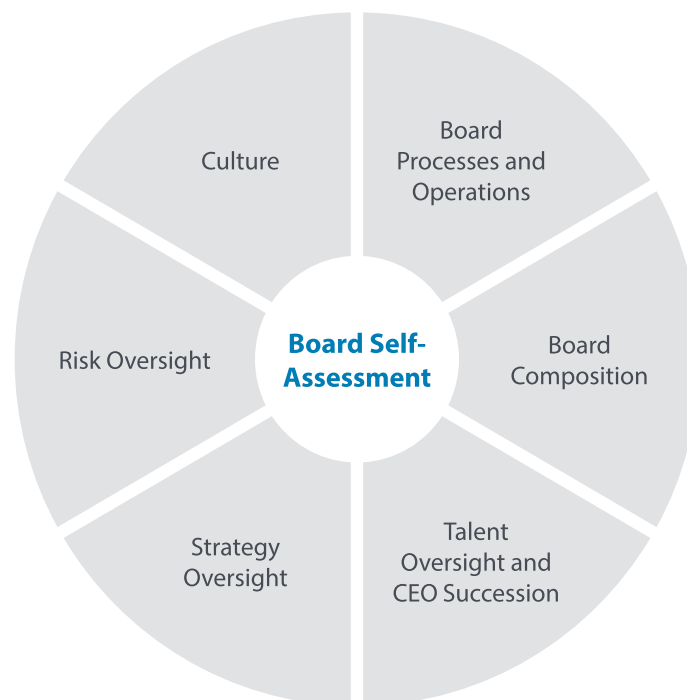 Board
Processes and
Operations
Culture
Board Self-
Assessment
Risk Oversight
Board
Composition
Strategy
Oversight
Talent
Oversight and
CEO Succession